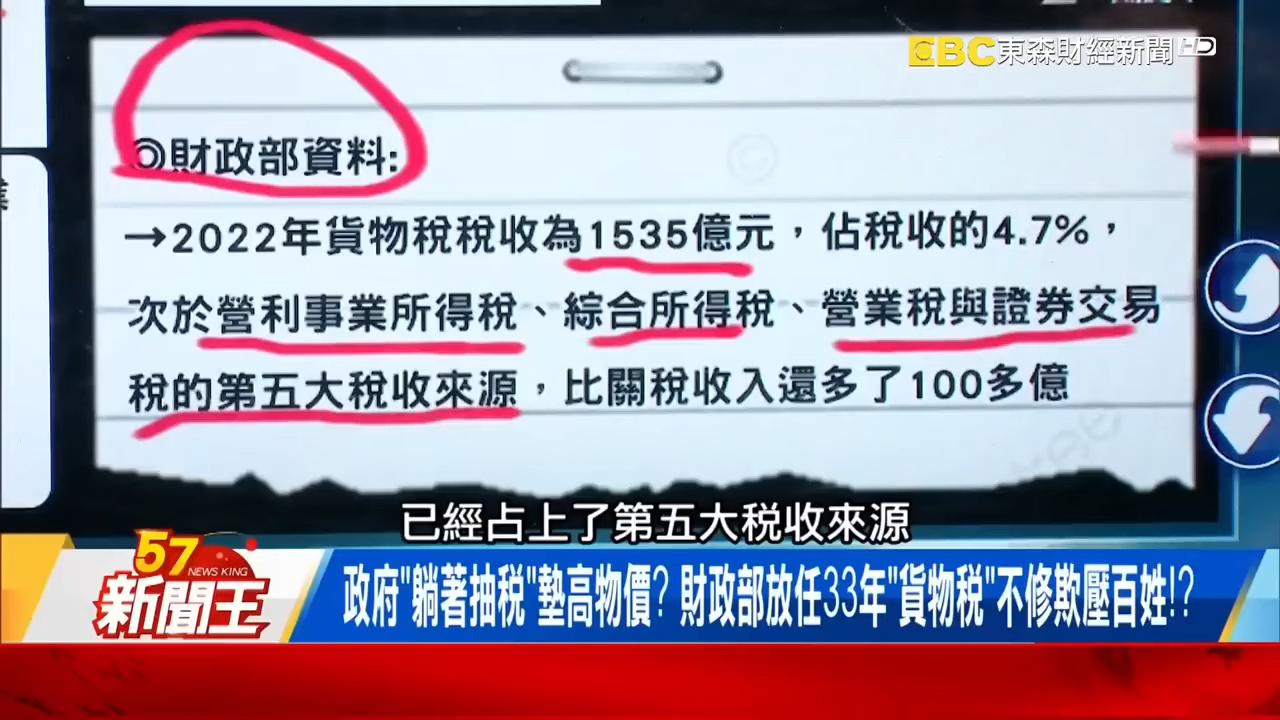 EBC東森財經新聞HD
◎財政部資料:
→2022年貨物稅稅收為1535億元，佔稅收的4.7%，
次於營利事業所得稅、綜合所得稅、營業稅與證券交易
稅的第五大稅收來源，比關稅收入還多了100多億
已經占上了第五大税收來源
57
NEWS KING
新聞王
政府"躺著抽稅"墊高物價? 財政部放任33年"貨物稅"不修欺壓百姓!?